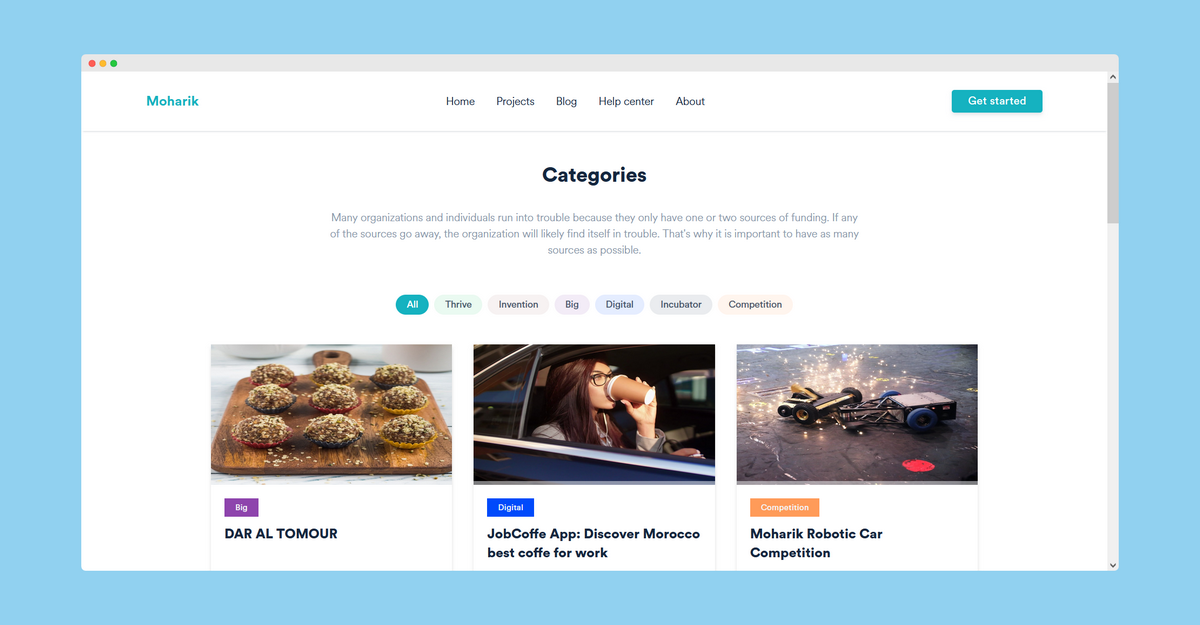 Moharik
Home Projects Blog Help center About
Get started
Categories
Many organizations and individuals run into trouble because they only have one or two sources of funding. If any
of the sources go away, the organization will likely find itself in trouble. That's why it is important to have as many
sources as possible.
All Thrive Invention Big Digital Incubator Competition
Big
DAR AL TOMOUR
Digital
JobCoffe App: Discover Morocco
best coffe for work
Competition
Moharik Robotic Car
Competition